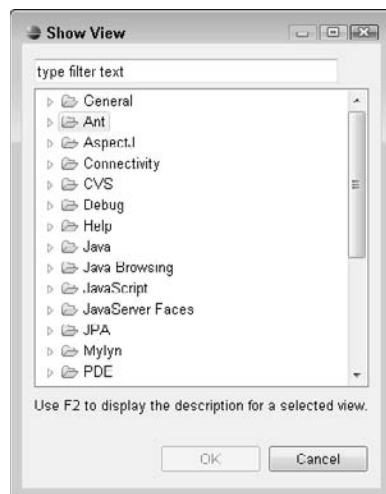 Show View
type filter text
General
Ant
AspectJ
Connectivity
CVS
Debug
Help
Java
Java Browsing
JavaScript
JavaServer Faces
JPA
Mylyn
PDE
Use F2 to display the description for a selected view.
OK Cancel